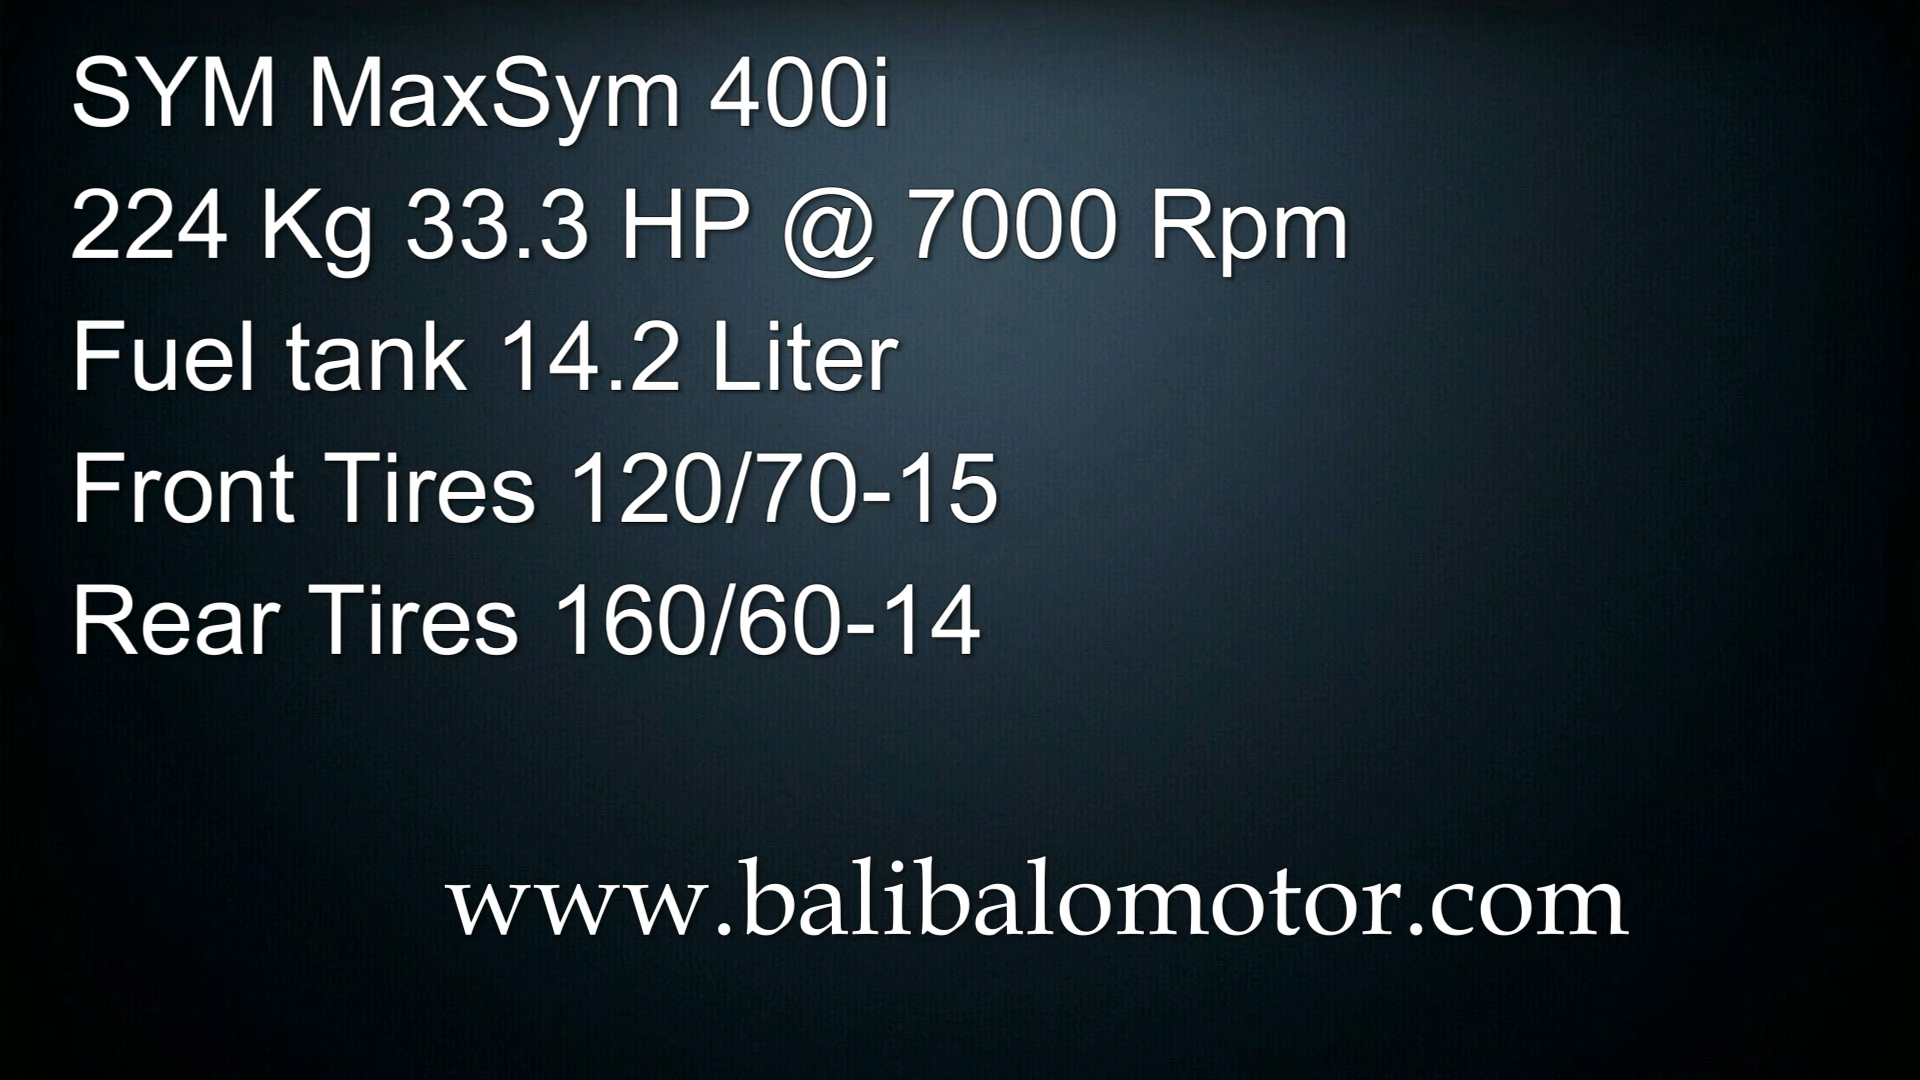 SYM MaxSym 400i
224 Kg 33.3 HP @ 7000 Rpm
Fuel tank 14.2 Liter
Front Tires 120/70-15
Rear Tires 160/60-14
www.balibalomotor.com